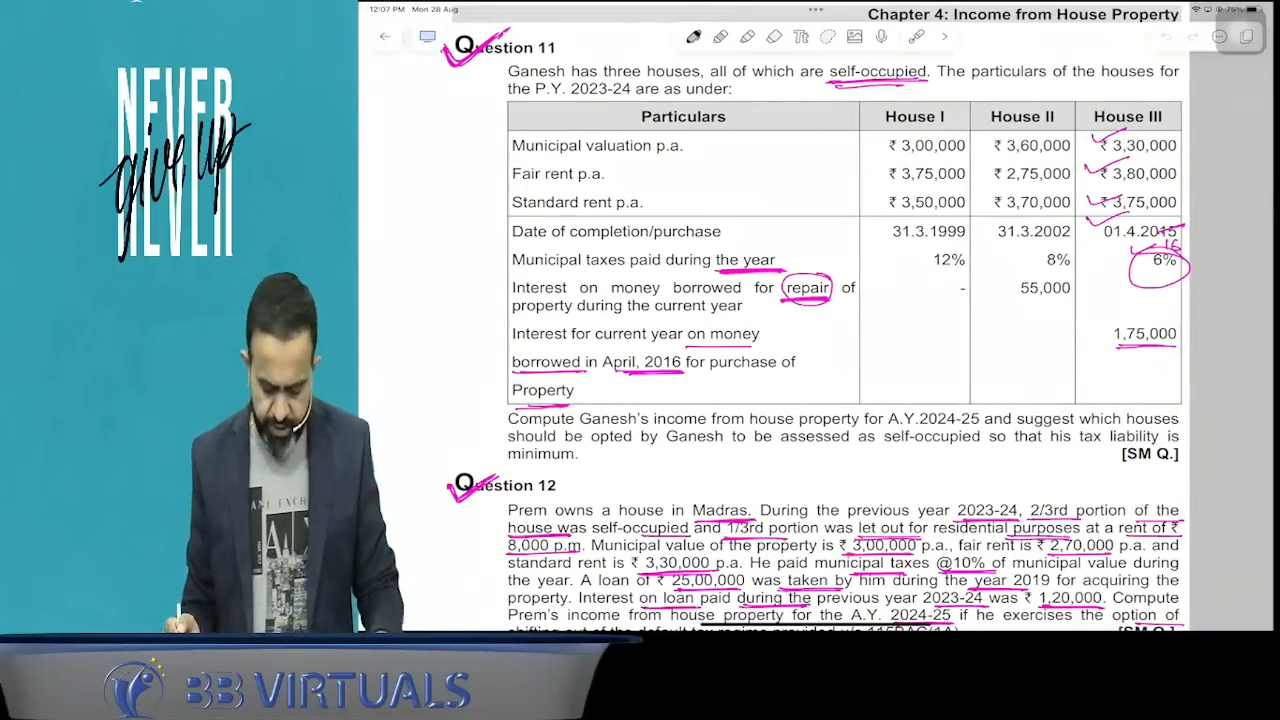 12:07 PM Mon 28 Aug
75%
Chapter 4: Income from House Property
NEVER
give up
NEVER
Question 11
Ganesh has three houses, all of which are self-occupied. The particulars of the houses for
the P.Y. 2023-24 are as under:
Particulars House I House II House III
Municipal valuation p.a. ₹ 3,00,000 ₹ 3,60,000 ₹ 3,30,000
Fair rent p.a. ₹ 3,75,000 ₹ 2,75,000 ₹ 3,80,000
Standard rent p.a. ₹ 3,50,000 ₹ 3,70,000 ₹ 3,75,000
Date of completion/purchase 31.3.1999 31.3.2002 01.4.2015
16
Municipal taxes paid during the year 12% 8% 6%
Interest on money borrowed for repair of
property during the current year - 55,000
Interest for current year on money 1,75,000
borrowed in April, 2016 for purchase of
Property
Compute Ganesh's income from house property for A.Y.2024-25 and suggest which houses
should be opted by Ganesh to be assessed as self-occupied so that his tax liability is
minimum. [SM Q.]
Question 12
Prem owns a house in Madras. During the previous year 2023-24, 2/3rd portion of the
house was self-occupied and 1/3rd portion was let out for residential purposes at a rent of ₹
8,000 p.m. Municipal value of the property is ₹ 3,00,000 p.a., fair rent is ₹ 2,70,000 p.a. and
standard rent is ₹ 3,30,000 p.a. He paid municipal taxes @10% of municipal value during
the year. A loan of ₹ 25,00,000 was taken by him during the year 2019 for acquiring the
property. Interest on loan paid during the previous year 2023-24 was ₹ 1,20,000. Compute
Prem's income from house property for the A.Y. 2024-25 if he exercises the option of
BB VIRTUALS